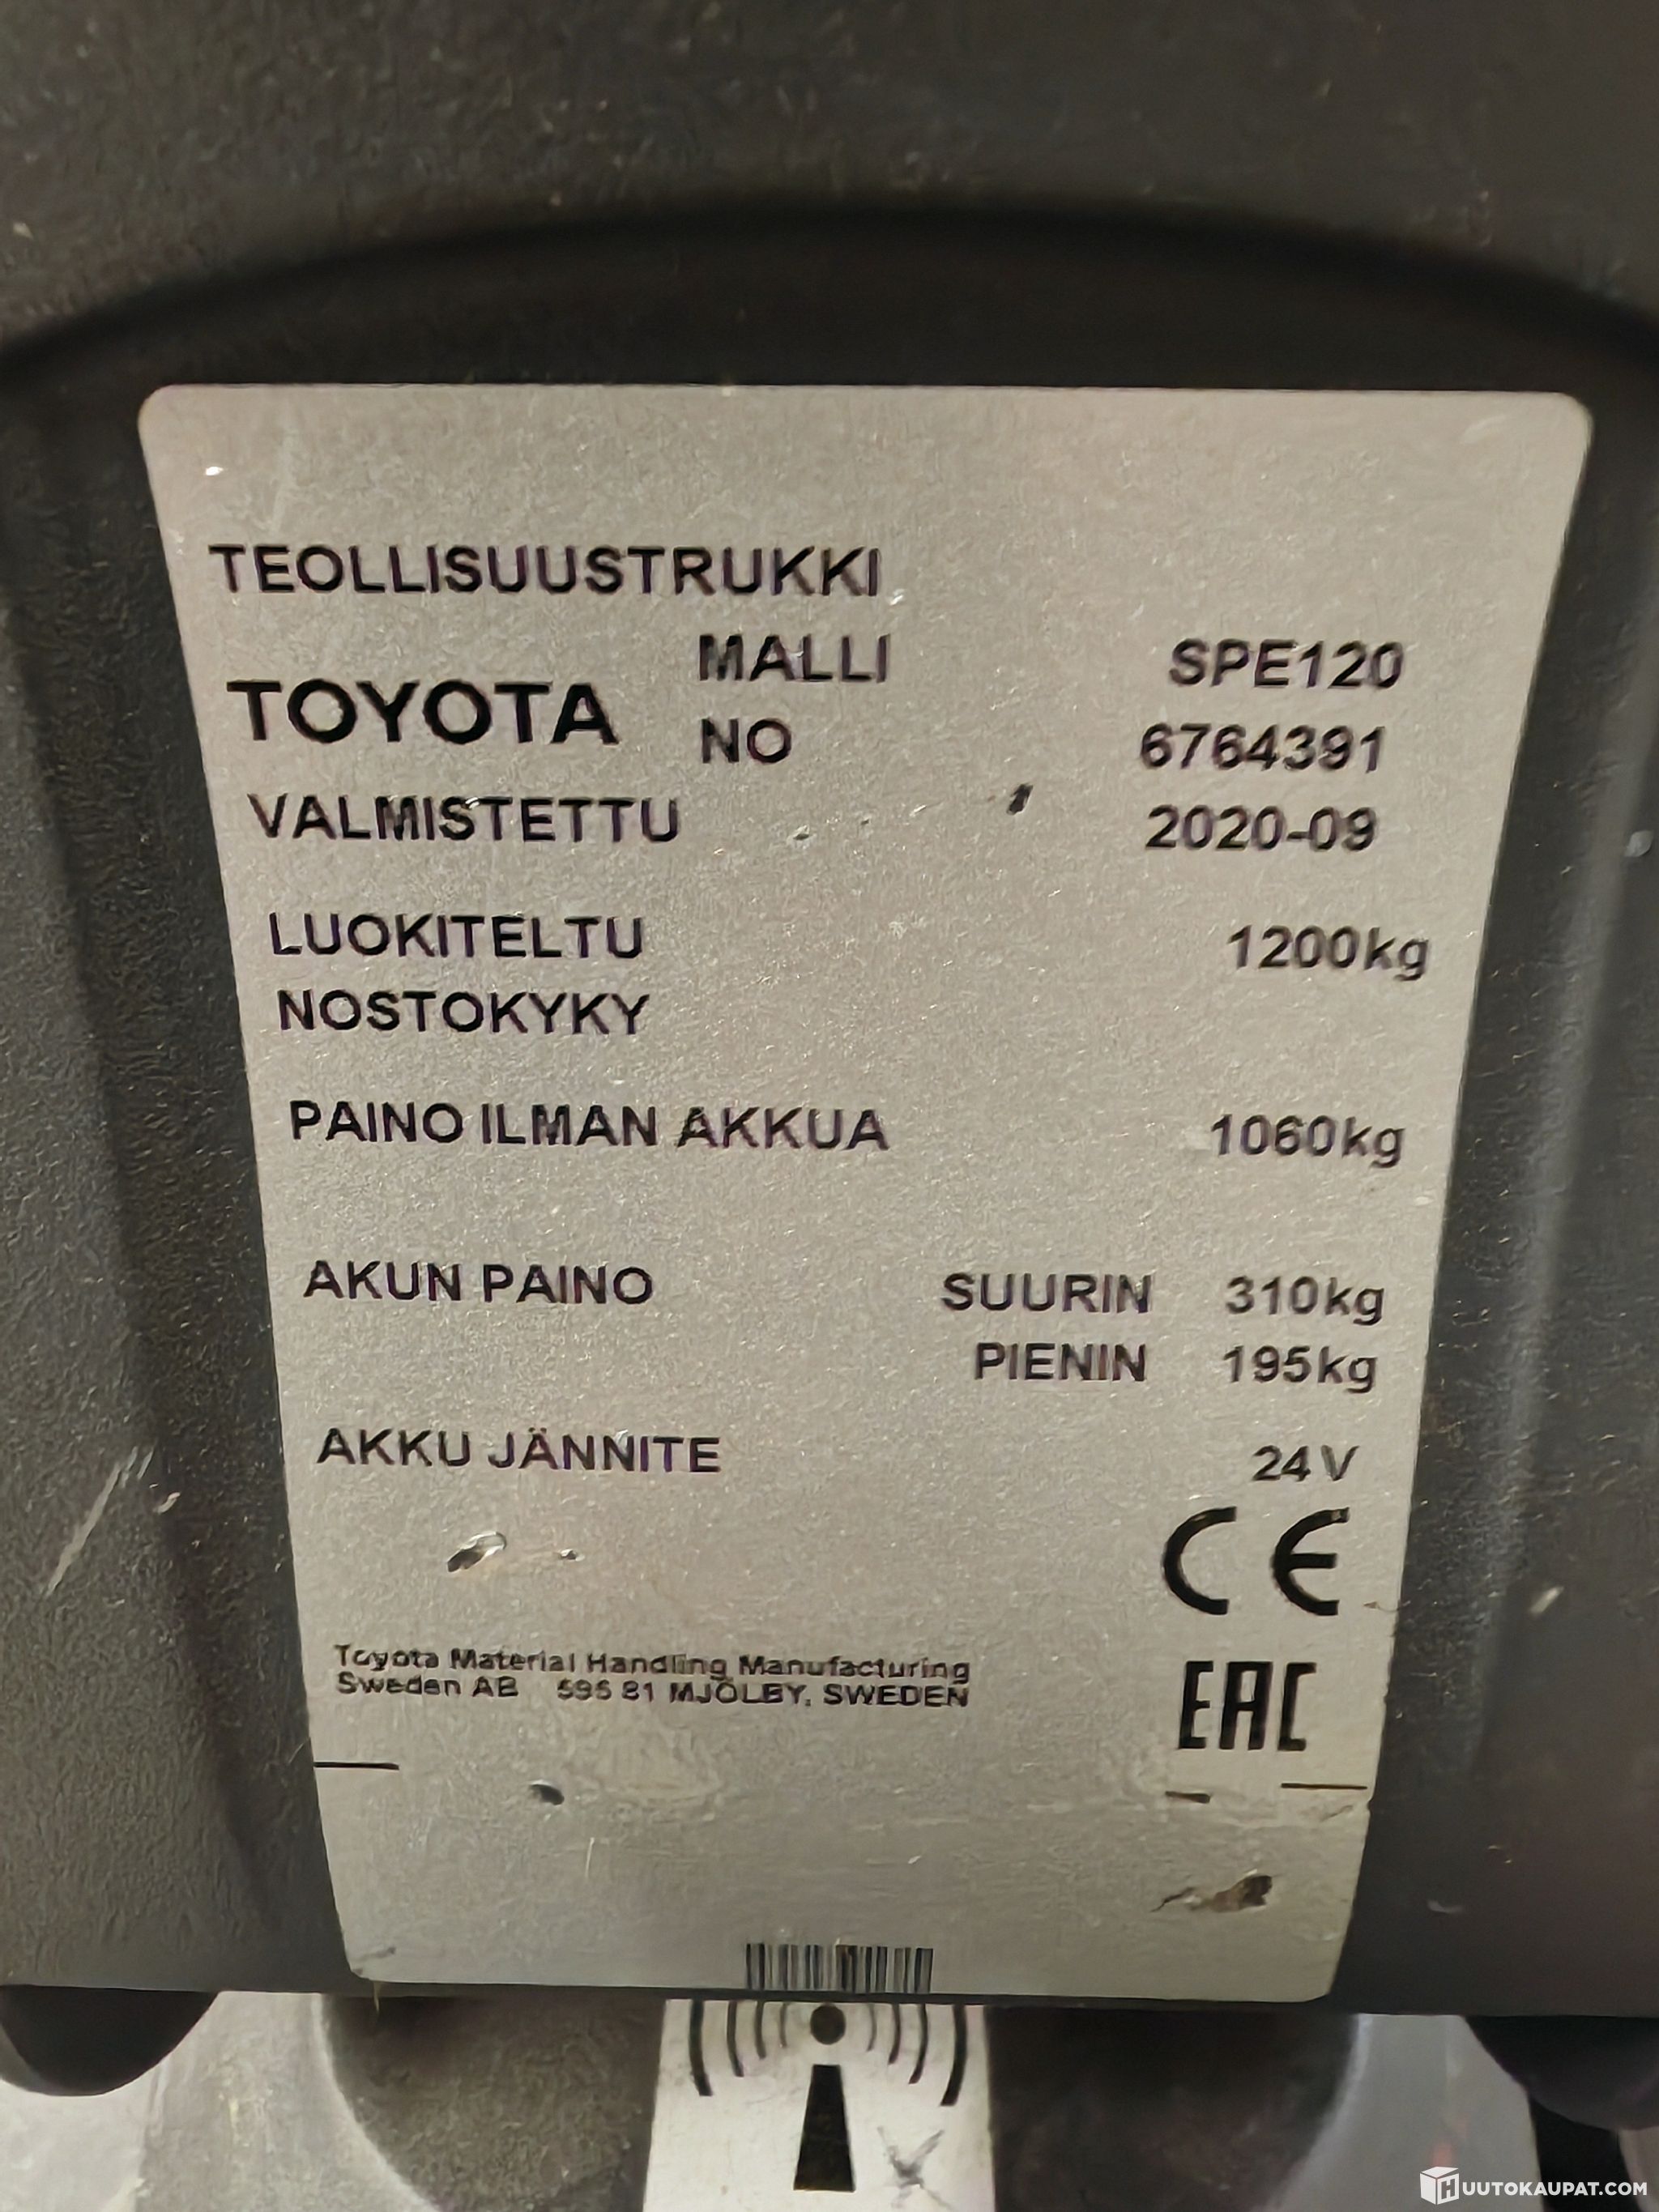 TEOLLISUUSTRUKKI
TOYOTA MALLI SPE120
NO 6764391
VALMISTETTU 2020-09
LUOKITELTU 1200kg
NOSTOKYKY
PAINO ILMAN AKKUA 1060kg
AKUN PAINO SUURIN 310kg
PIENIN 195kg
AKKU JÄNNITE 24V
CE
Toyota Material Handling Manufacturing
Sweden AB 595 81 MJÖLBY, SWEDEN
EAC
HUUTOKAUPAT.COM